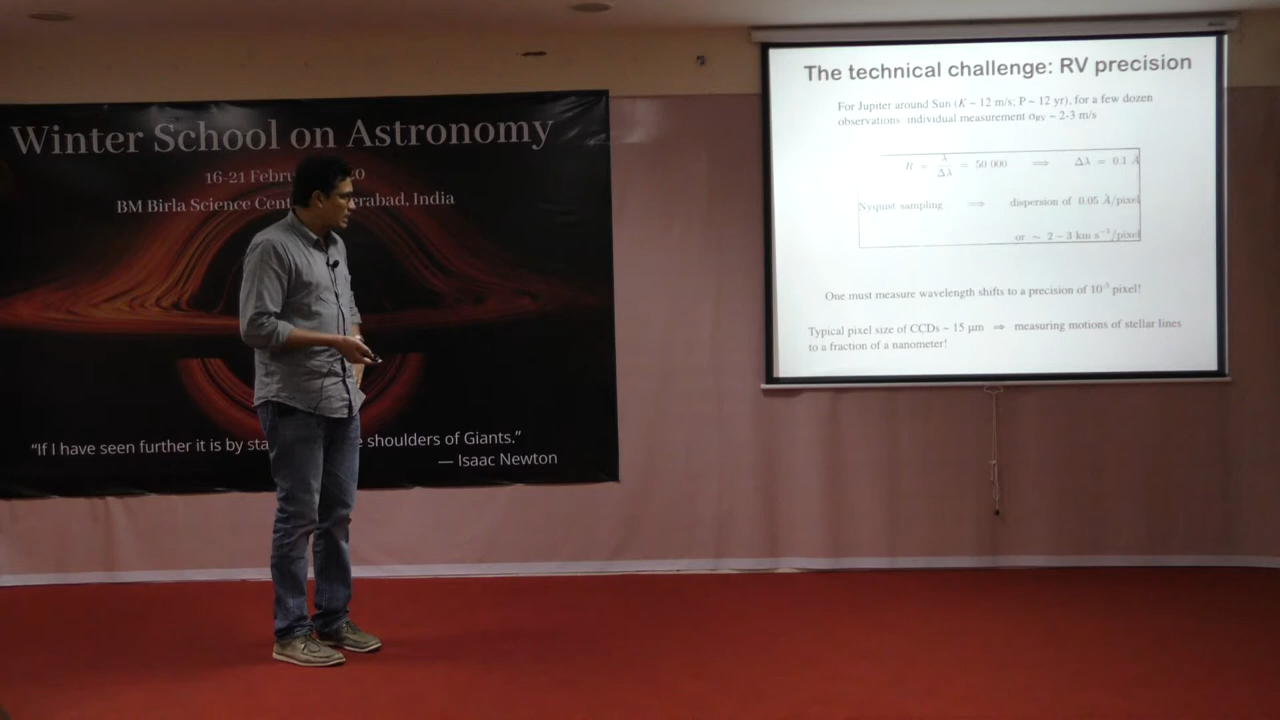 Winter School on Astronomy
16-21 Febru 20
BM Birla Science Cent erabad, India
“If I have seen further it is by sta e shoulders of Giants.”
— Isaac Newton
The technical challenge: RV precision
For Jupiter around Sun (K ~ 12 m/s; P ~ 12 yr), for a few dozen
observations: individual measurement σRV ~ 2-3 m/s
R = λ/Δλ = 50 000 ⟹ Δλ = 0.1 Å
Nyquist sampling ⟹ dispersion of 0.05 Å/pixel
or ~ 2 – 3 km s⁻¹/pixel
One must measure wavelength shifts to a precision of 10⁻³ pixel!
Typical pixel size of CCDs ~ 15 μm ⇒ measuring motions of stellar lines
to a fraction of a nanometer!